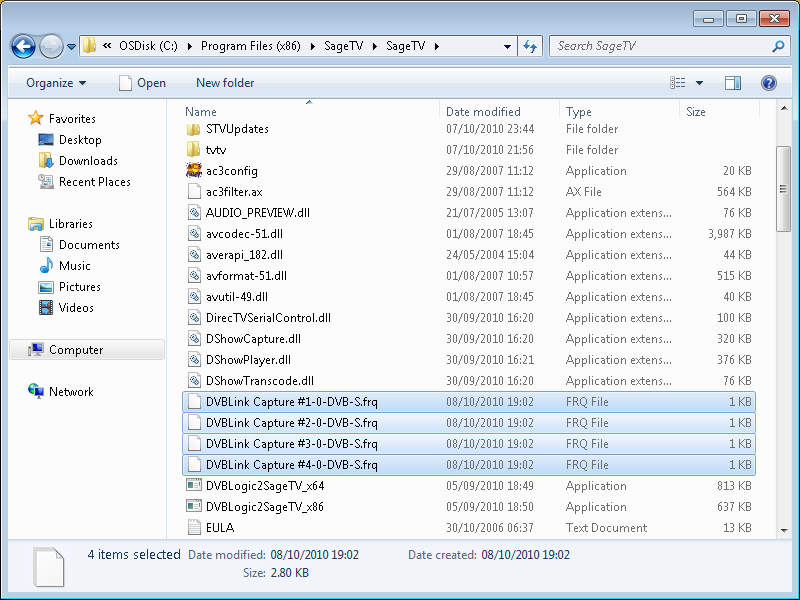 « OSDisk (C:) ▸ Program Files (x86) ▸ SageTV ▸ SageTV ▸ Search SageTV
Organize Open New folder
Name Date modified Type Size
Favorites
Desktop
Downloads
Recent Places
Libraries
Documents
Music
Pictures
Videos
Computer
Network
STVUpdates 07/10/2010 23:44 File folder
tvtv 07/10/2010 21:56 File folder
ac3config 29/08/2007 11:12 Application 20 KB
ac3filter.ax 29/08/2007 11:12 AX File 564 KB
AUDIO_PREVIEW.dll 21/07/2005 13:07 Application extens... 76 KB
avcodec-51.dll 01/08/2007 18:45 Application extens... 3,987 KB
averapi_182.dll 24/05/2004 15:04 Application extens... 44 KB
avformat-51.dll 01/08/2007 10:57 Application extens... 515 KB
avutil-49.dll 01/08/2007 18:45 Application extens... 40 KB
DirecTVSerialControl.dll 30/09/2010 16:20 Application extens... 100 KB
DShowCapture.dll 30/09/2010 16:20 Application extens... 320 KB
DShowPlayer.dll 30/09/2010 16:21 Application extens... 376 KB
DShowTranscode.dll 30/09/2010 16:20 Application extens... 76 KB
DVBLink Capture #1-0-DVB-S.frq 08/10/2010 19:02 FRQ File 1 KB
DVBLink Capture #2-0-DVB-S.frq 08/10/2010 19:02 FRQ File 1 KB
DVBLink Capture #3-0-DVB-S.frq 08/10/2010 19:02 FRQ File 1 KB
DVBLink Capture #4-0-DVB-S.frq 08/10/2010 19:02 FRQ File 1 KB
DVBLogic2SageTV_x64 05/09/2010 18:49 Application 813 KB
DVBLogic2SageTV_x86 05/09/2010 18:50 Application 637 KB
EULA 30/10/2006 06:37 Text Document 13 KB
4 items selected Date modified: 08/10/2010 19:02 Date created: 08/10/2010 19:02
Size: 2.80 KB